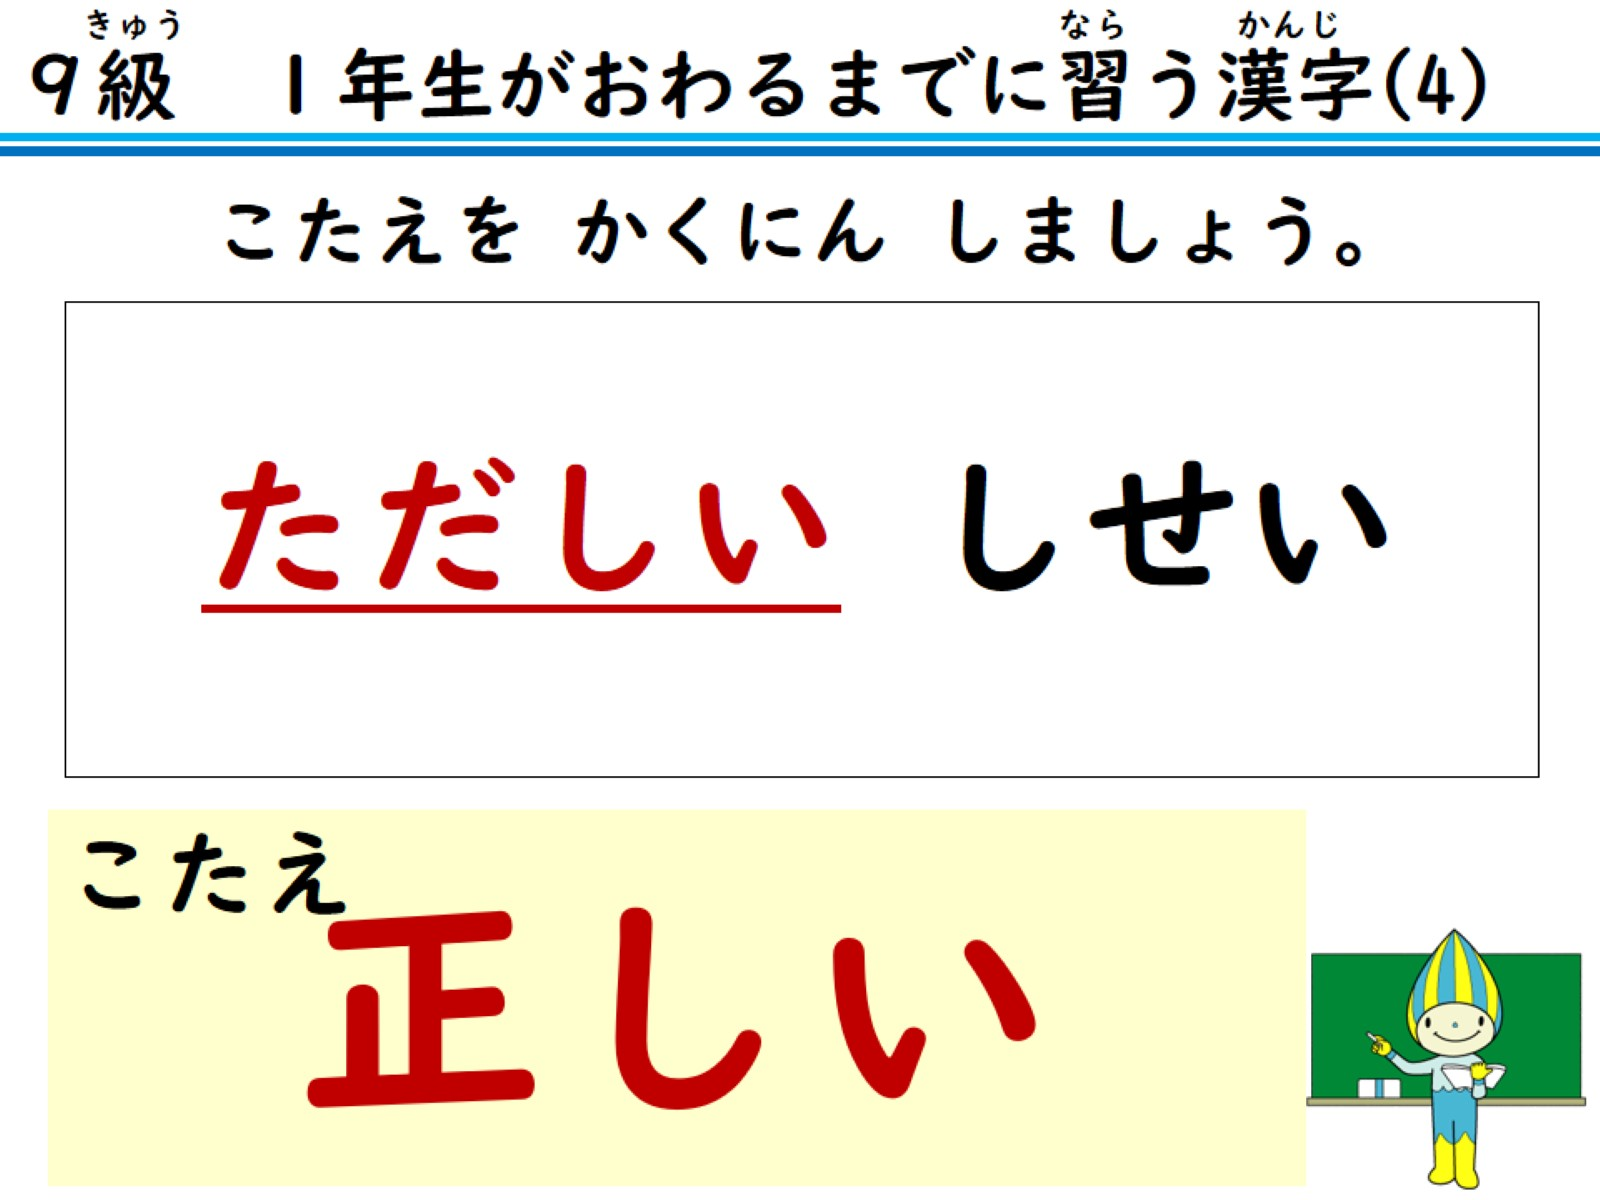 きゅう なら かんじ
9級 1年生がおわるまでに習う漢字(4)
こたえを かくにん しましょう。
ただしい しせい
こたえ
正しい